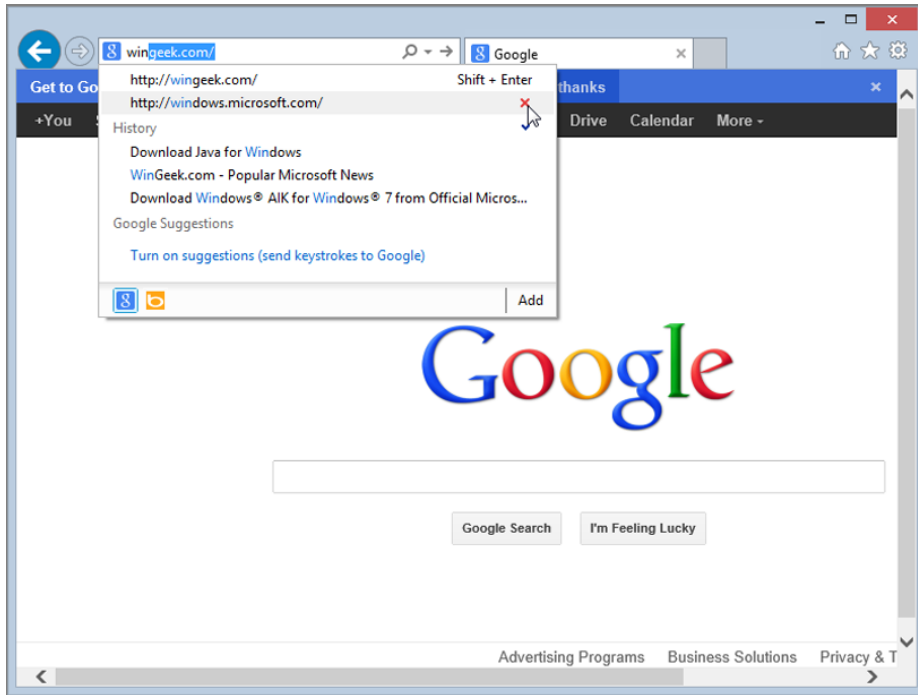 wingeek.com/
Google
http://wingeek.com/ Shift + Enter
http://windows.microsoft.com/
History
Download Java for Windows
WinGeek.com - Popular Microsoft News
Download Windows® AIK for Windows® 7 from Official Micros...
Google Suggestions
Turn on suggestions (send keystrokes to Google)
Add
Get to Go
thanks
+You
Drive Calendar More
Google
Google Search I'm Feeling Lucky
Advertising Programs Business Solutions Privacy & T